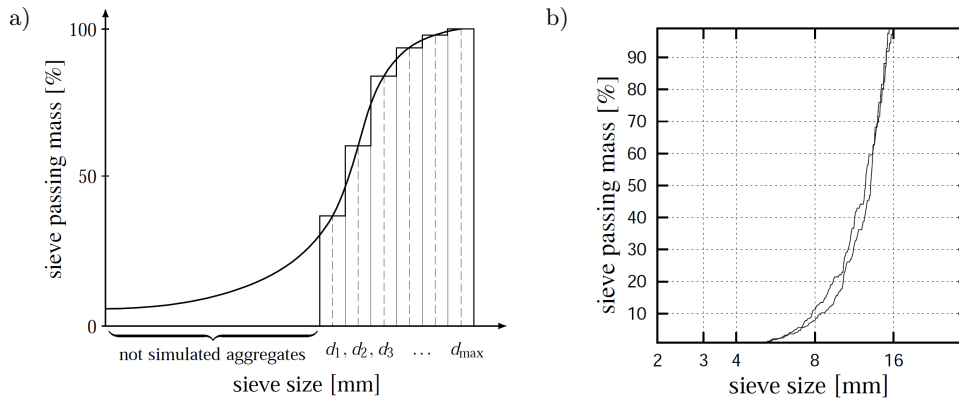 a)
sieve passing mass [%]
100
50
0
not simulated aggregates
d₁, d₂, d₃ ... d_max
sieve size [mm]
b)
sieve passing mass [%]
90
80
70
60
50
40
30
20
10
2 3 4 8 16
sieve size [mm]